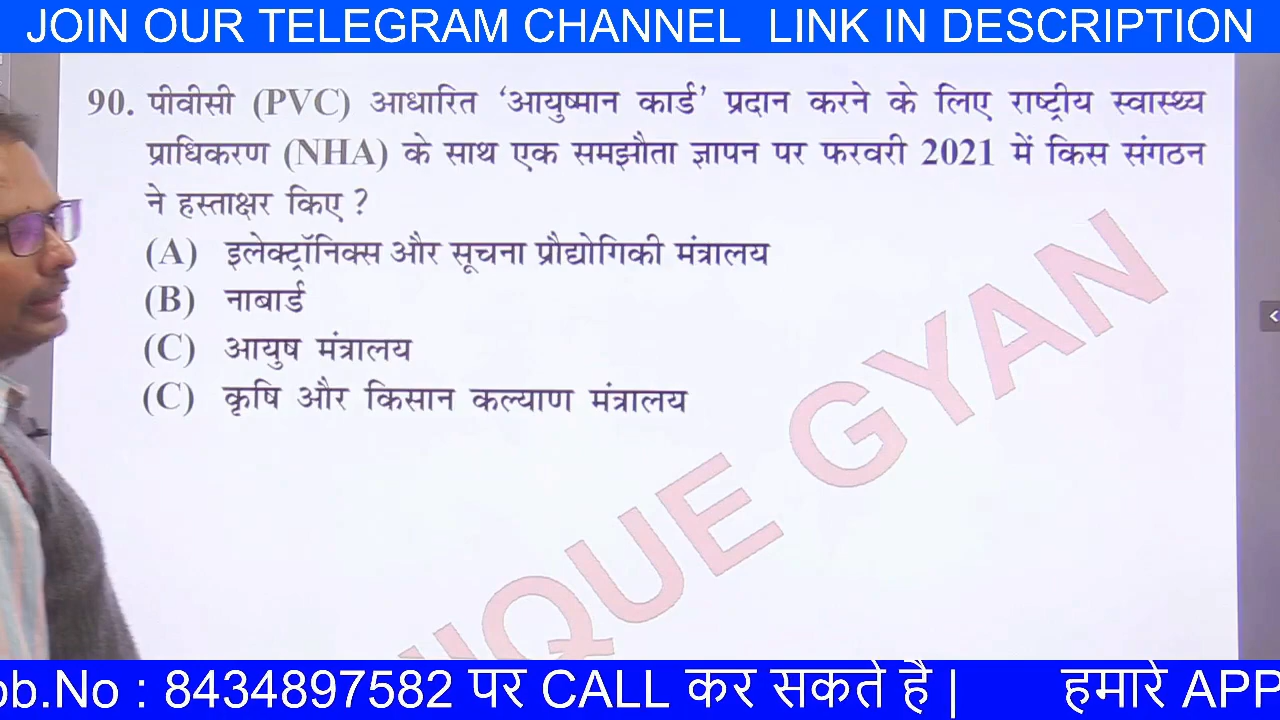 JOIN OUR TELEGRAM CHANNEL LINK IN DESCRIPTION
90. पीवीसी (PVC) आधारित ‘आयुष्मान कार्ड’ प्रदान करने के लिए राष्ट्रीय स्वास्थ्य
प्राधिकरण (NHA) के साथ एक समझौता ज्ञापन पर फरवरी 2021 में किस संगठन
ने हस्ताक्षर किए ?
(A) इलेक्ट्रॉनिक्स और सूचना प्रौद्योगिकी मंत्रालय
(B) नाबार्ड
(C) आयुष मंत्रालय
(C) कृषि और किसान कल्याण मंत्रालय
GYAN
ob.No : 8434897582 पर CALL कर सकते है | हमारे APP